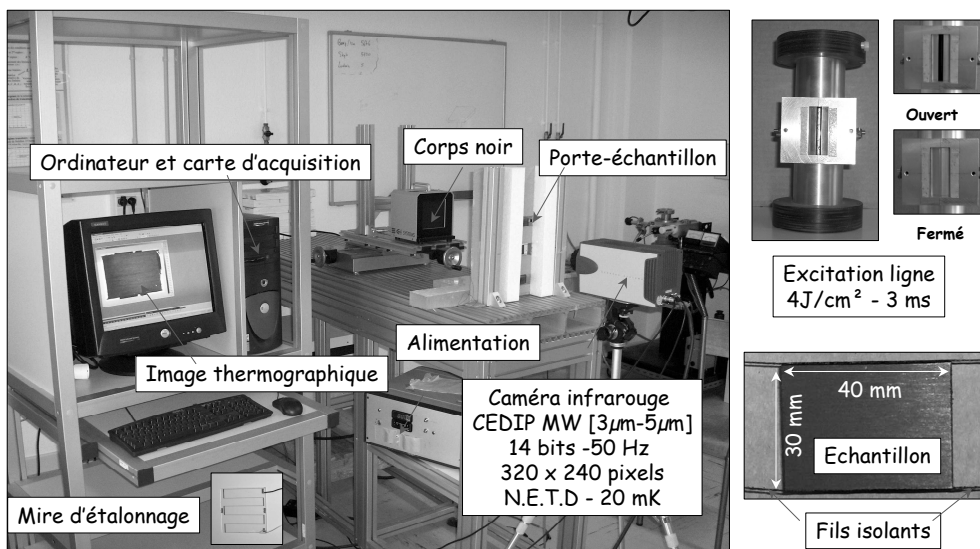 Ordinateur et carte d'acquisition
Corps noir
Porte-échantillon
Image thermographique
Alimentation
Caméra infrarouge
CEDIP MW [3µm-5µm]
14 bits -50 Hz
320 x 240 pixels
N.E.T.D - 20 mK
Mire d'étalonnage
Ouvert
Fermé
Excitation ligne
4J/cm² - 3 ms
40 mm
30 mm
Echantillon
Fils isolants